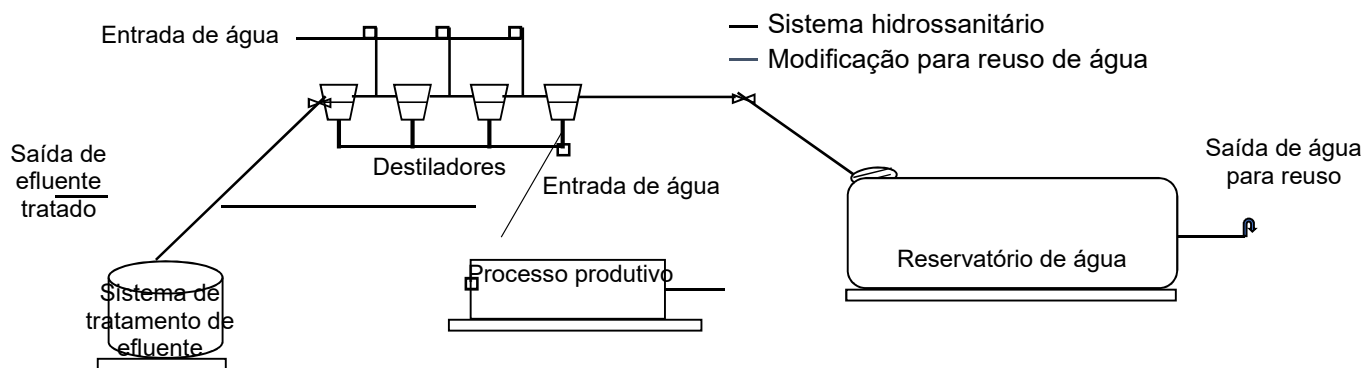 Entrada de água
Sistema hidrossanitário
Modificação para reuso de água
Saída de
efluente
tratado
Destiladores
Entrada de água
Saída de água
para reuso
Processo produtivo
Reservatório de água
Sistema de
tratamento de
efluente